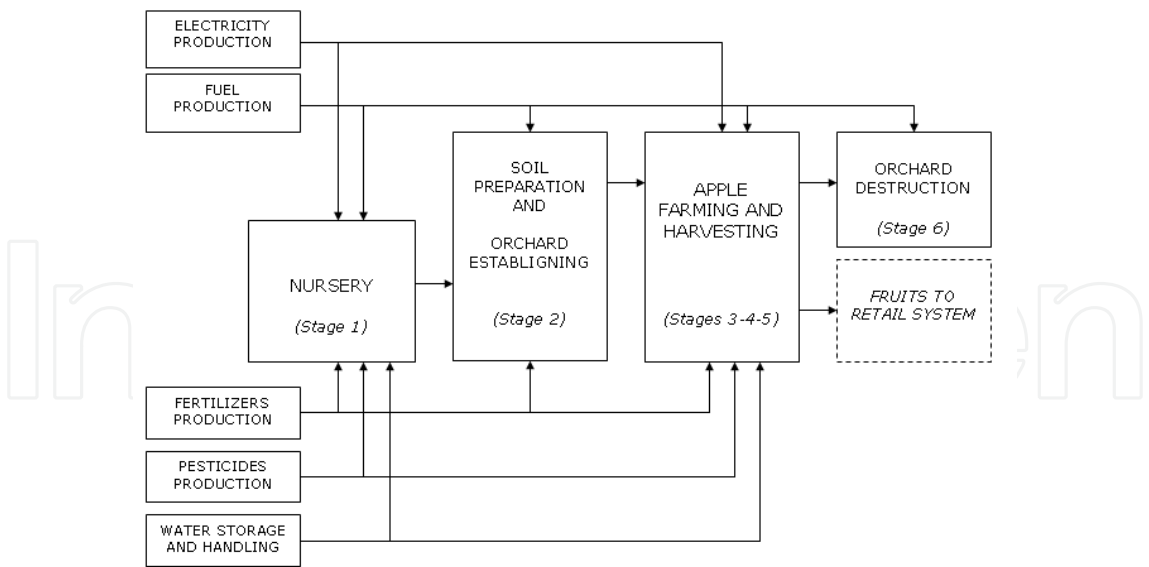 ELECTRICITY
PRODUCTION
FUEL
PRODUCTION
SOIL
PREPARATION
AND
ORCHARD
ESTABLIGNING
(Stage 2)
APPLE
FARMING AND
HARVESTING
(Stages 3-4-5)
ORCHARD
DESTRUCTION
(Stage 6)
NURSERY
(Stage 1)
FRUITS TO
RETAIL SYSTEM
FERTILIZERS
PRODUCTION
PESTICIDES
PRODUCTION
WATER STORAGE
AND HANDLING